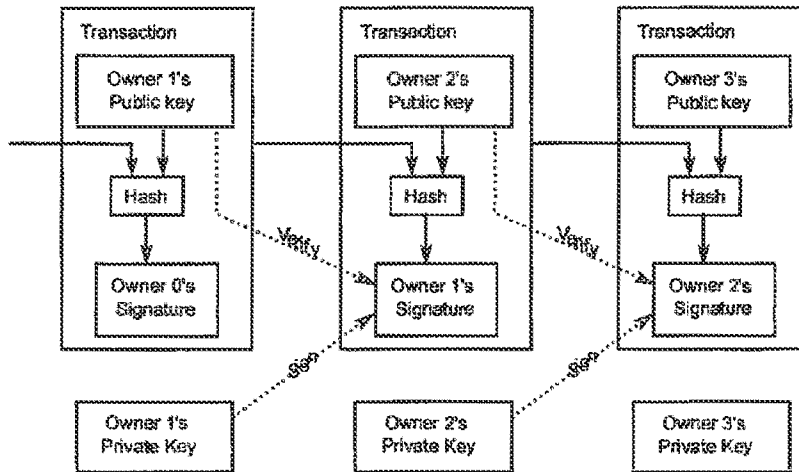 Transaction
Owner 1's
Public key
Hash
Owner 0's
Signature
Transaction
Owner 2's
Public key
Hash
Verify
Owner 1's
Signature
Transaction
Owner 3's
Public key
Hash
Verify
Owner 2's
Signature
Sign
Sign
Owner 1's
Private Key
Owner 2's
Private Key
Owner 3's
Private Key